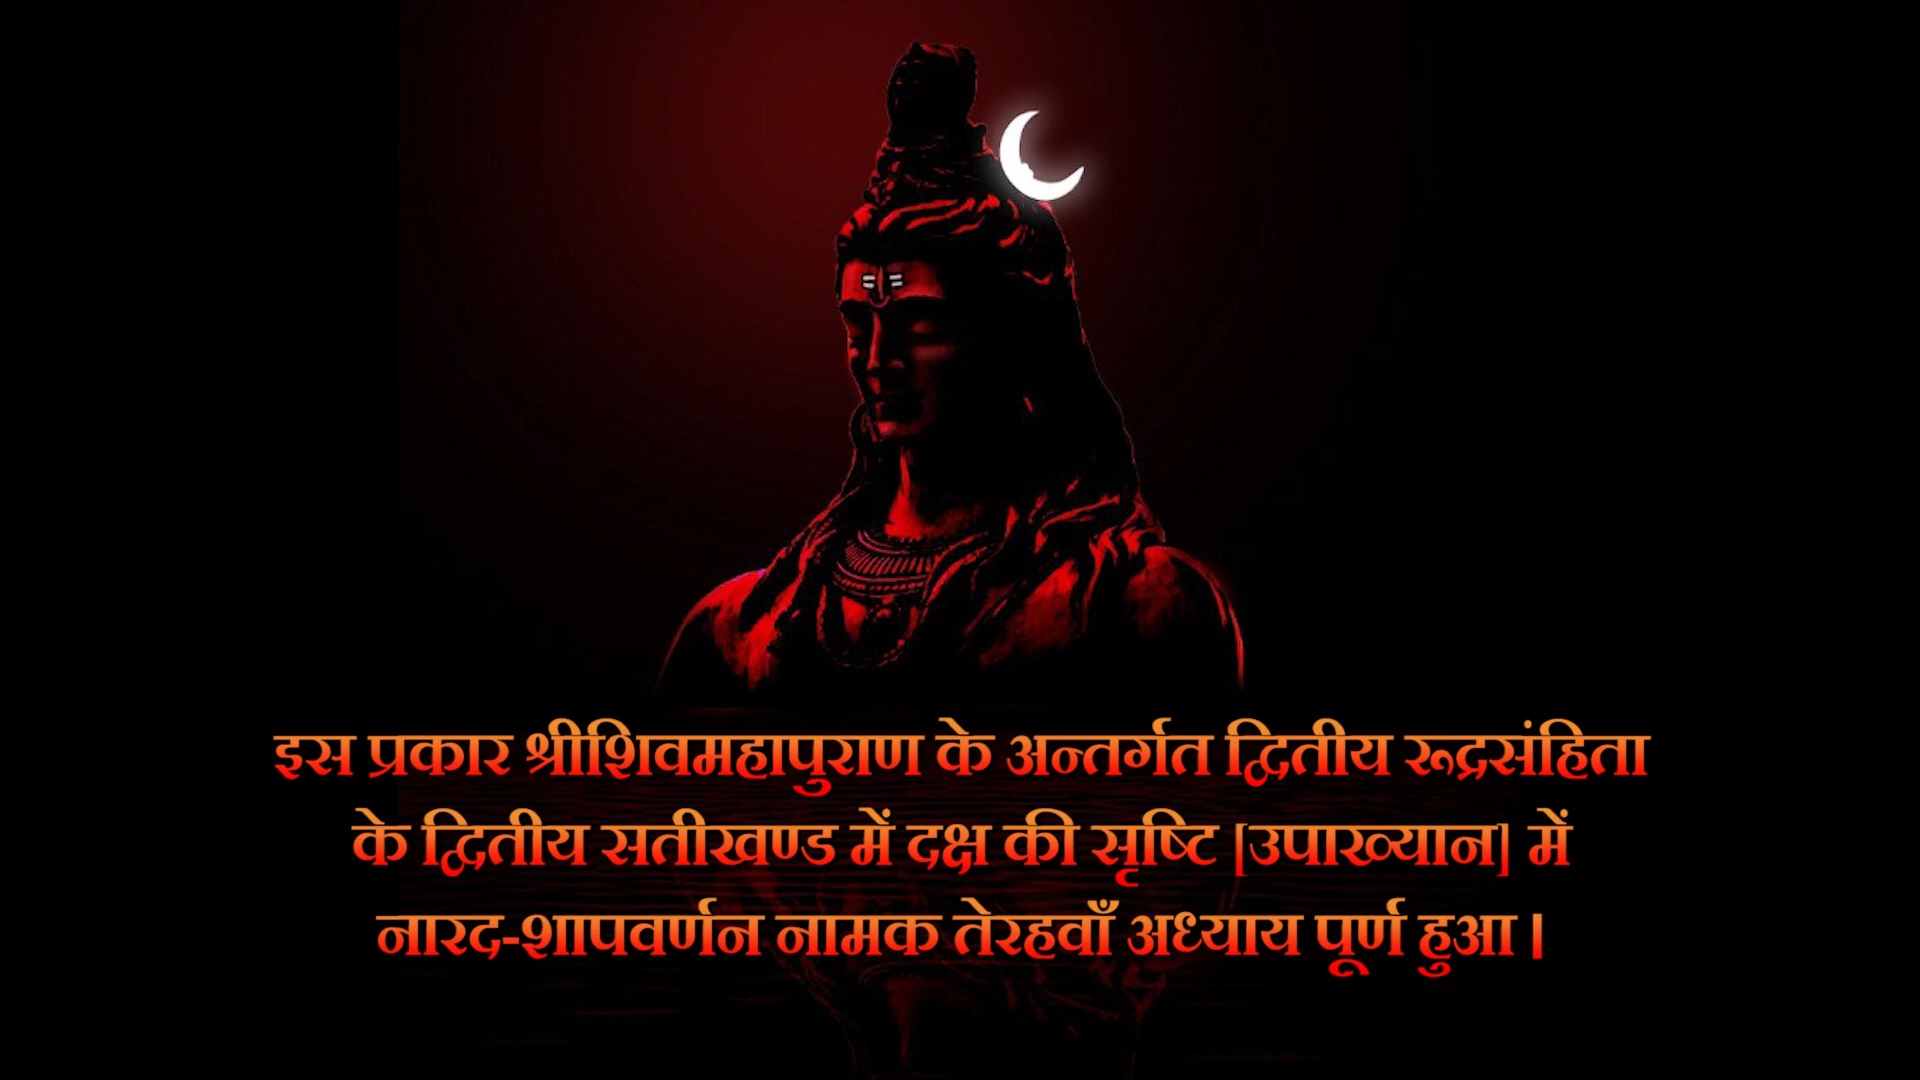 इस प्रकार श्रीशिवमहापुराण के अन्तर्गत द्वितीय रूद्रसंहिता
के द्वितीय सतीखण्ड में दक्ष की सृष्टि [उपाख्यान] में
नारद-शापवर्णन नामक तेरहवाँ अध्याय पूर्ण हुआ।